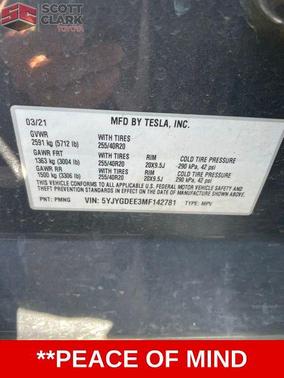 SCOTT
CLARK
TOYOTA
03/21
MFD BY TESLA, INC.
GVWR
2591 kg (5712 lb)
WITH TIRES
255/40R20
GAWR FRT
1363 kg (3004 lb)
WITH TIRES
255/40R20
RIM
20X9.5J
COLD TIRE PRESSURE
290 kPa, 42 psi
GAWR RR
1500 kg (3306 lb)
WITH TIRES
255/40R20
RIM
20X9.5J
COLD TIRE PRESSURE
290 kPa, 42 psi
THIS VEHICLE CONFORMS TO ALL APPLICABLE U.S. FEDERAL MOTOR VEHICLE
SAFETY AND THEFT PREVENTION STANDARDS IN EFFECT ON THE DATE OF
MANUFACTURE SHOWN ABOVE.
PNT: PMNG
VIN: 5YJYGDEE3MF142781
TYPE: MPV
**PEACE OF MIND